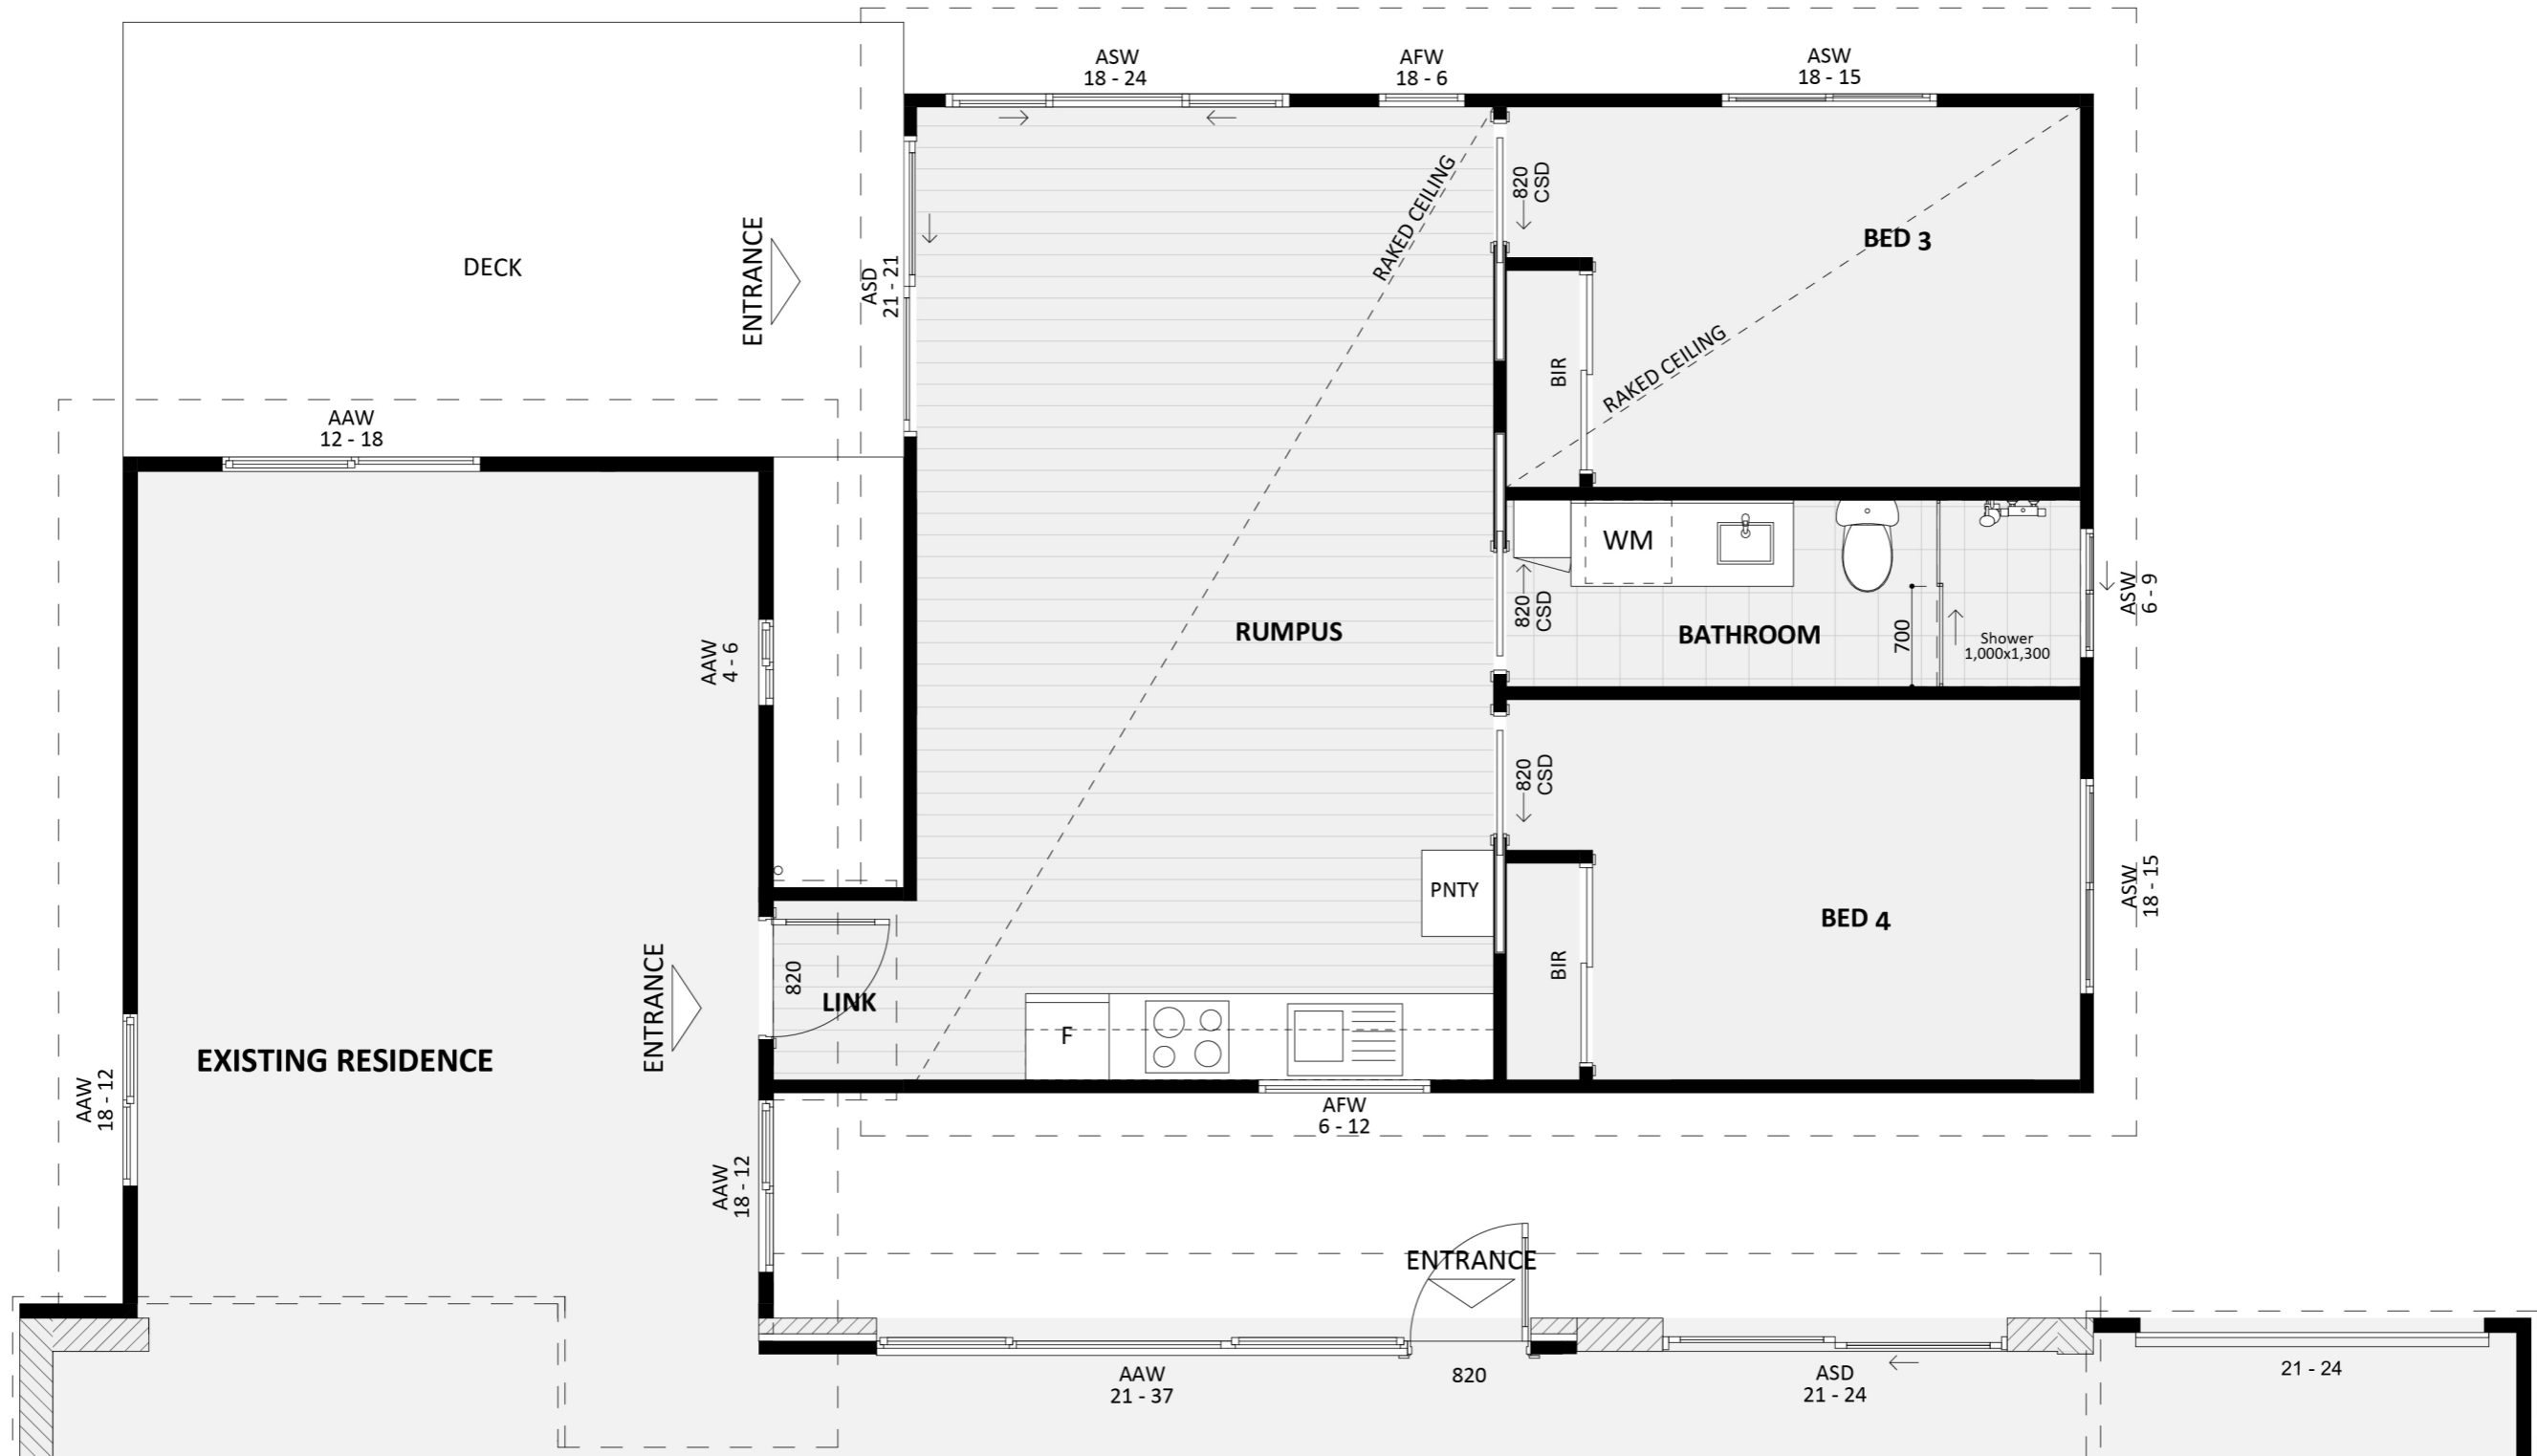 ASW
18 - 24
AFW
18 - 6
ASW
18 - 15
820
CSD
RAKED CEILING
BED 3
ENTRANCE
DECK
ASD
21 - 21
RAKED CEILING
BIR
AAW
12 - 18
WM
ASW
6 - 9
820
CSD
RUMPUS
BATHROOM
700
Shower
1,000x1,300
AAW
4 - 6
820
CSD
PNTY
BED 4
ASW
18 - 15
BIR
820
LINK
ENTRANCE
F
EXISTING RESIDENCE
AAW
18 - 12
AFW
6 - 12
AAW
18 - 12
ENTRANCE
AAW
21 - 37
820
ASD
21 - 24
21 - 24